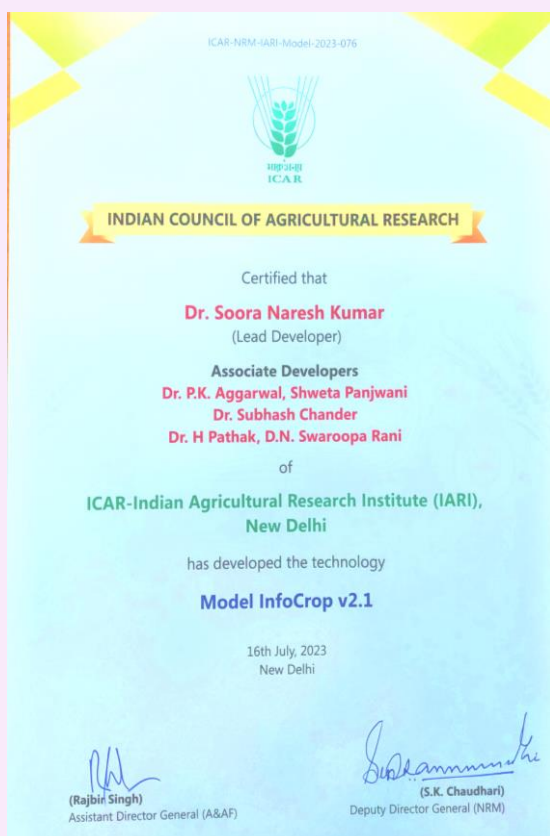 ICAR-NRM-IARI-Model-2023-076
ICAR
INDIAN COUNCIL OF AGRICULTURAL RESEARCH
Certified that
Dr. Soora Naresh Kumar
(Lead Developer)
Associate Developers
Dr. P.K. Aggarwal, Shweta Panjwani
Dr. Subhash Chander
Dr. H Pathak, D.N. Swaroopa Rani
of
ICAR-Indian Agricultural Research Institute (IARI),
New Delhi
has developed the technology
Model InfoCrop v2.1
16th July, 2023
New Delhi
(Rajbir Singh)
Assistant Director General (A&AF)
(S.K. Chaudhari)
Deputy Director General (NRM)